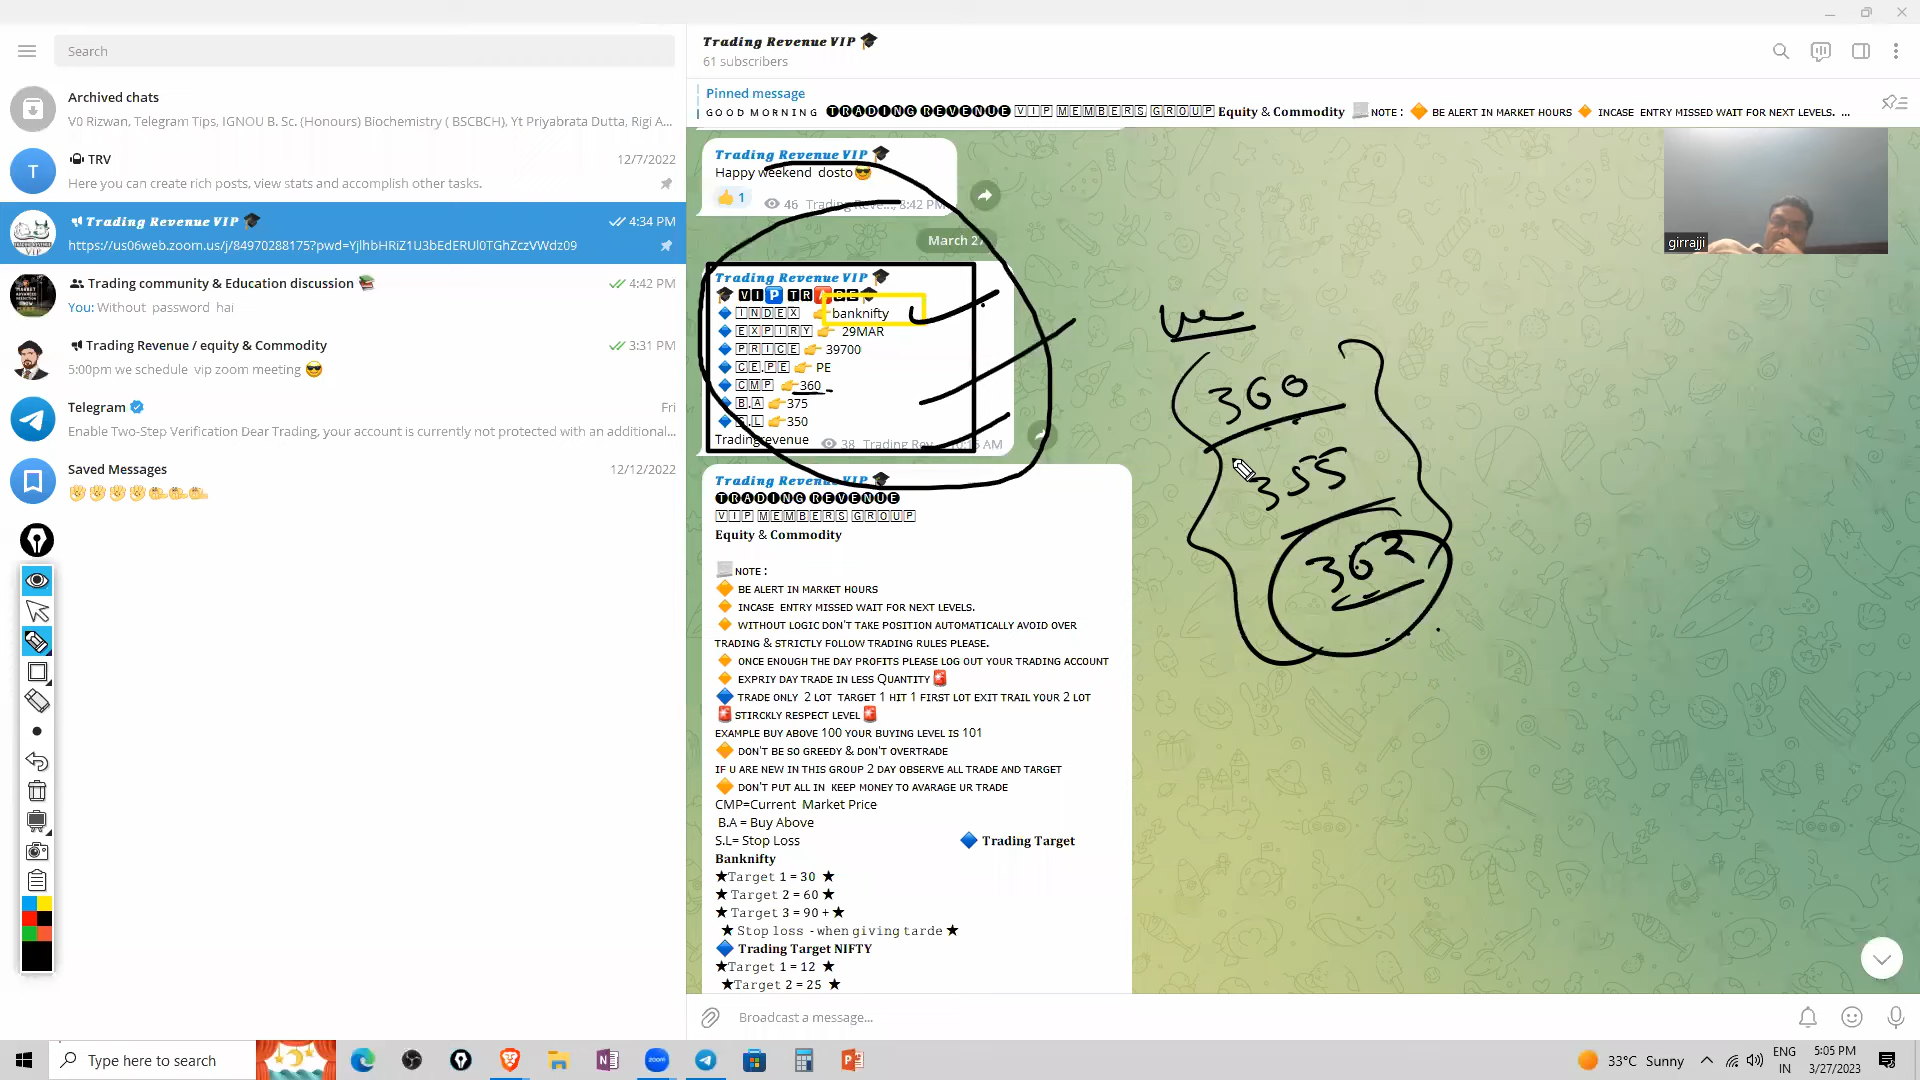 Search
Archived chats
V0 Rizwan, Telegram Tips, IGNOU B. Sc. (Honours) Biochemistry ( BSCBCH), Yt Priyabrata Dutta, Rigi A...
T
TRV
12/7/2022
Here you can create rich posts, view stats and accomplish other tasks.
Trading Revenue VIP 🎓
4:34 PM
https://us06web.zoom.us/j/84970288175?pwd=YjlhbHRiZ1U3bEdERUl0TGhZczVWdz09
Trading community & Education discussion 📚
4:42 PM
You: Without password hai
Trading Revenue / equity & Commodity
3:31 PM
5:00pm we schedule vip zoom meeting 😎
Telegram
Fri
Enable Two-Step Verification Dear Trading, your account is currently not protected with an additional...
Saved Messages
12/12/2022
Trading Revenue VIP 🎓
61 subscribers
Pinned message
GOOD MORNING TRADING REVENUE VIP MEMBERS GROUP Equity & Commodity NOTE : 🔶 BE ALERT IN MARKET HOURS 🔸 INCASE ENTRY MISSED WAIT FOR NEXT LEVELS. ...
Trading Revenue VIP 🎓
Happy weekend dosto😎
👍 1
46 Trading Reve..., 8:42 PM
March 27
Trading Revenue VIP 🎓
🎓 VIP TRADE🎓
🔷 INDEX 👉 banknifty
🔷 EXPIRY 👉 29MAR
🔷 PRICE 👉 39700
🔷 CE.PE 👉 PE
🔷 CMP 👉360
🔷 B.A 👉375
🔷 S.L 👉350
Tradingrevenue
38 Trading Rev
AM
Trading Revenue VIP 🎓
TRADING REVENUE
VIP MEMBERS GROUP
Equity & Commodity
NOTE :
🔶 BE ALERT IN MARKET HOURS
🔸 INCASE ENTRY MISSED WAIT FOR NEXT LEVELS.
🔸 WITHOUT LOGIC DON'T TAKE POSITION AUTOMATICALLY AVOID OVER
TRADING & STRICTLY FOLLOW TRADING RULES PLEASE.
🔸 ONCE ENOUGH THE DAY PROFITS PLEASE LOG OUT YOUR TRADING ACCOUNT
🔸 EXPRIY DAY TRADE IN LESS QUANTITY 🚨
🔷 TRADE ONLY 2 LOT TARGET 1 HIT 1 FIRST LOT EXIT TRAIL YOUR 2 LOT
🚨 STIRCKLY RESPECT LEVEL 🚨
EXAMPLE BUY ABOVE 100 YOUR BUYING LEVEL IS 101
🔶 DON'T BE SO GREEDY & DON'T OVERTRADE
IF U ARE NEW IN THIS GROUP 2 DAY OBSERVE ALL TRADE AND TARGET
🔶 DON'T PUT ALL IN KEEP MONEY TO AVARAGE UR TRADE
CMP=Current Market Price
B.A = Buy Above
S.L= Stop Loss
🔷 Trading Target
Banknifty
★Target 1 = 30 ★
★ Target 2 = 60 ★
★ Target 3 = 90 + ★
★ Stop loss - when giving tarde ★
🔷 Trading Target NIFTY
★Target 1 = 12 ★
★Target 2 = 25 ★
360
355
362
girrajji
Broadcast a message...
Type here to search
zoom
33°C Sunny
ENG
IN
5:05 PM
3/27/2023